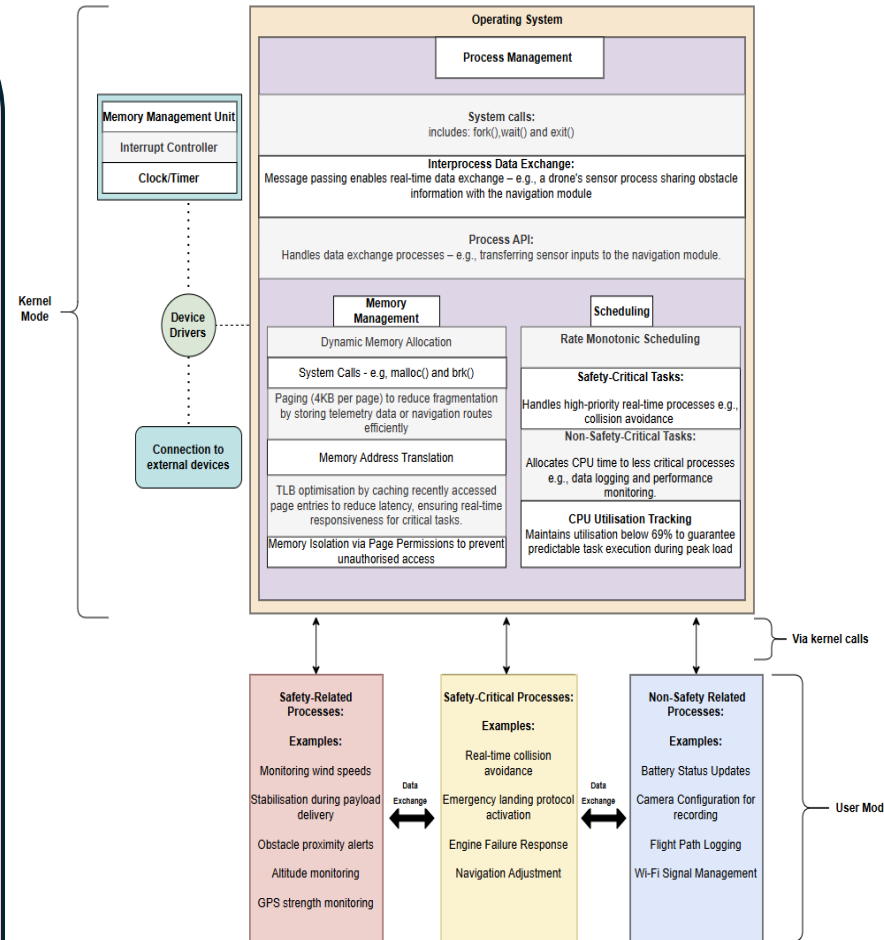 Operating System
Process Management
System calls:
includes: fork(),wait() and exit()
Interprocess Data Exchange:
Message passing enables real-time data exchange – e.g., a drone's sensor process sharing obstacle
information with the navigation module
Process API:
Handles data exchange processes – e.g., transferring sensor inputs to the navigation module.
Memory Management Unit
Interrupt Controller
Clock/Timer
Kernel
Mode
Device
Drivers
Connection to
external devices
Memory
Management
Dynamic Memory Allocation
System Calls - e.g, malloc() and brk()
Paging (4KB per page) to reduce fragmentation
by storing telemetry data or navigation routes
efficiently
Memory Address Translation
TLB optimisation by caching recently accessed
page entries to reduce latency, ensuring real-time
responsiveness for critical tasks.
Memory Isolation via Page Permissions to prevent
unauthorised access
Scheduling
Rate Monotonic Scheduling
Safety-Critical Tasks:
Handles high-priority real-time processes e.g.,
collision avoidance
Non-Safety-Critical Tasks:
Allocates CPU time to less critical processes
e.g., data logging and performance
monitoring.
CPU Utilisation Tracking
Maintains utilisation below 69% to guarantee
predictable task execution during peak load
Via kernel calls
Safety-Related
Processes:
Examples:
Monitoring wind speeds
Stabilisation during payload
delivery
Obstacle proximity alerts
Altitude monitoring
GPS strength monitoring
Data
Exchange
Safety-Critical Processes:
Examples:
Real-time collision
avoidance
Emergency landing protocol
activation
Engine Failure Response
Navigation Adjustment
Data
Exchange
Non-Safety Related
Processes:
Examples:
Battery Status Updates
Camera Configuration for
recording
Flight Path Logging
Wi-Fi Signal Management
User Mod